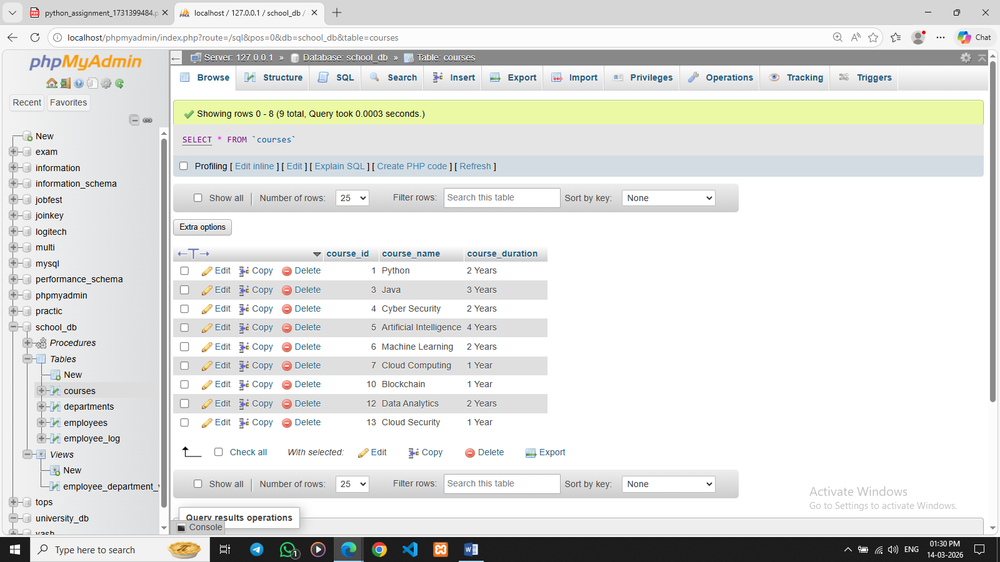 python_assignment_1731399484.p
localhost / 127.0.0.1 / school_db /
localhost/phpmyadmin/index.php?route=/sql&pos=0&db=school_db&table=courses
Chat
phpMyAdmin
Recent Favorites
New
exam
information
information_schema
jobfest
joinkey
logitech
multi
mysql
performance_schema
phpmyadmin
practic
school_db
Procedures
Tables
New
courses
departments
employees
employee_log
Views
New
employee_department_
tops
university_db
yash
Server: 127.0.0.1 » Database: school_db » Table: courses
Browse Structure SQL Search Insert Export Import Privileges Operations Tracking Triggers
Showing rows 0 - 8 (9 total, Query took 0.0003 seconds.)
SELECT * FROM `courses`
Profiling [ Edit inline ] [ Edit ] [ Explain SQL ] [ Create PHP code ] [ Refresh ]
Show all Number of rows: 25 Filter rows: Search this table Sort by key: None
Extra options
course_id course_name course_duration
Edit Copy Delete 1 Python 2 Years
Edit Copy Delete 3 Java 3 Years
Edit Copy Delete 4 Cyber Security 2 Years
Edit Copy Delete 5 Artificial Intelligence 4 Years
Edit Copy Delete 6 Machine Learning 2 Years
Edit Copy Delete 7 Cloud Computing 1 Year
Edit Copy Delete 10 Blockchain 1 Year
Edit Copy Delete 12 Data Analytics 2 Years
Edit Copy Delete 13 Cloud Security 1 Year
Check all With selected: Edit Copy Delete Export
Show all Number of rows: 25 Filter rows: Search this table Sort by key: None
Query results operations
Console
Activate Windows
Go to Settings to activate Windows.
Type here to search
1
ENG
01:30 PM
14-03-2026